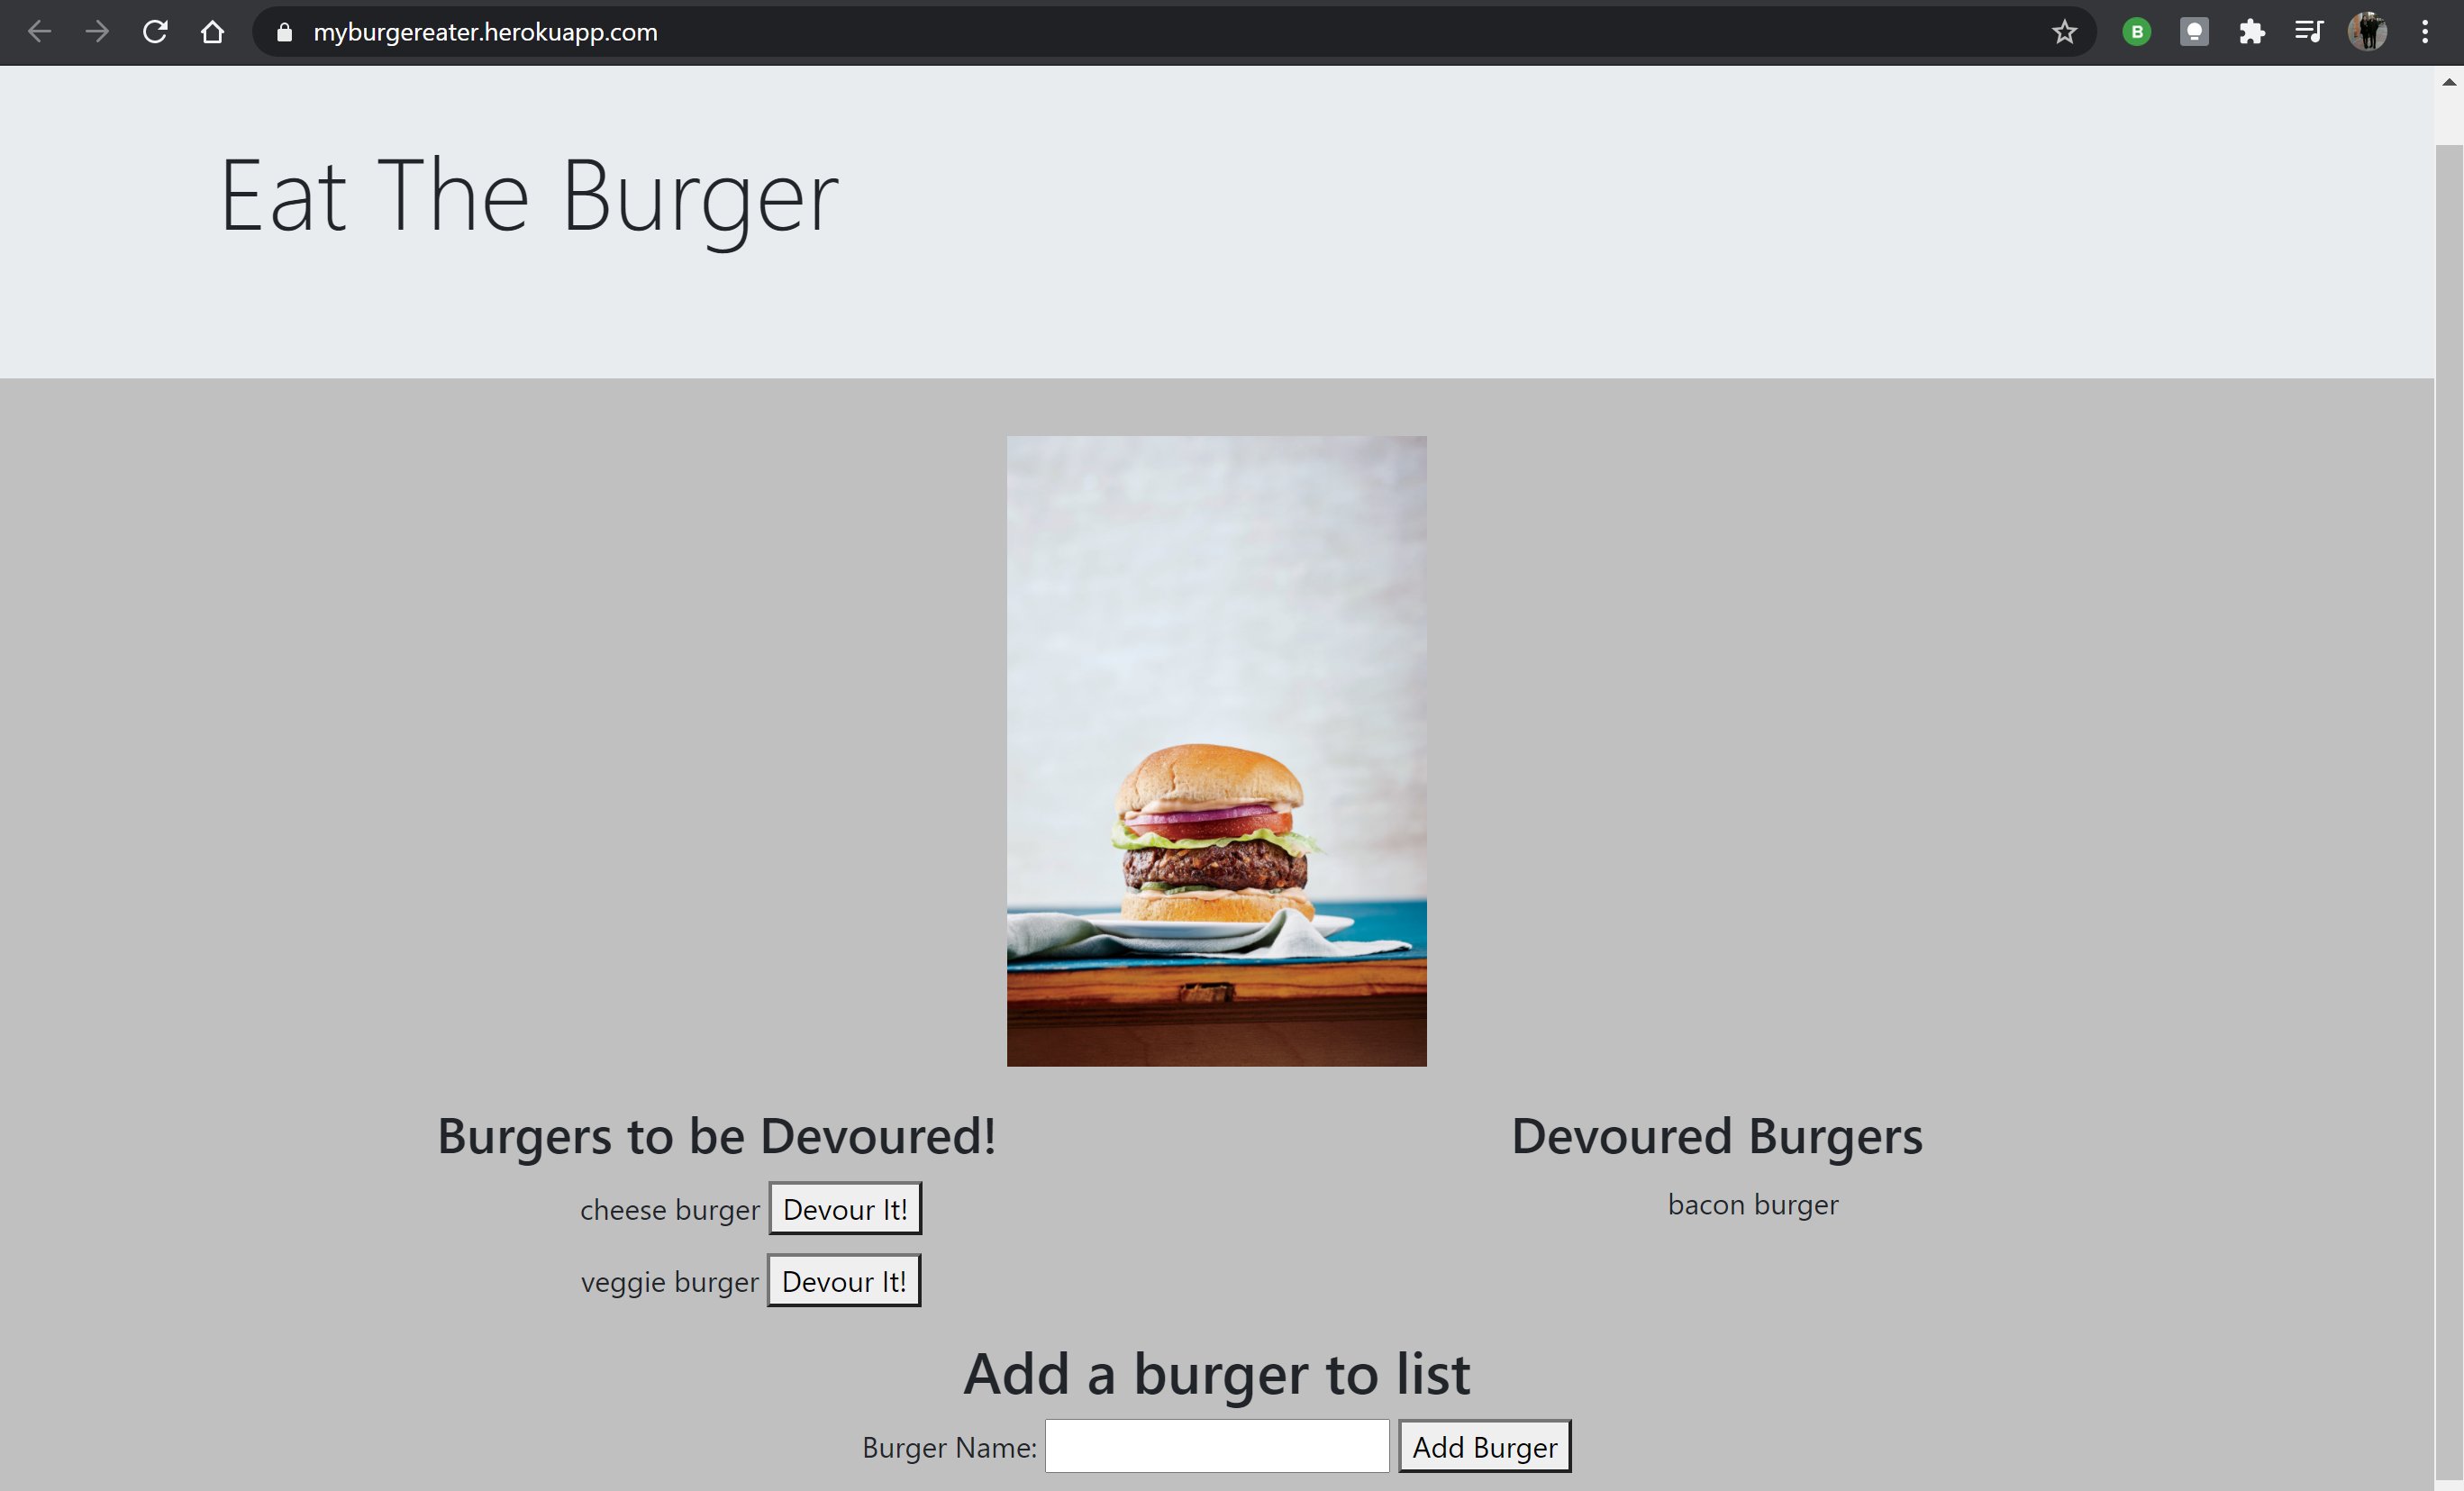 myburgereater.herokuapp.com
B
Eat The Burger
Burgers to be Devoured!
cheese burger Devour It!
veggie burger Devour It!
Devoured Burgers
bacon burger
Add a burger to list
Burger Name: Add Burger